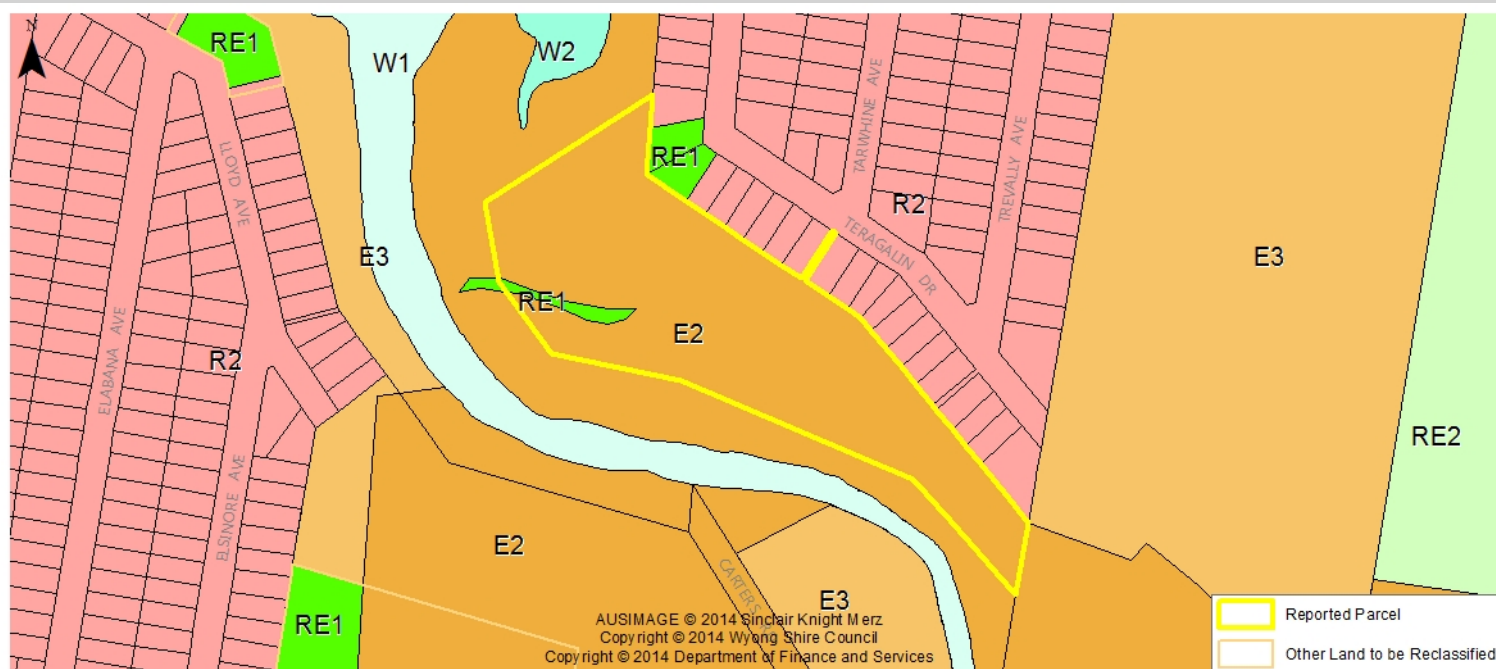 N
RE1
W1
W2
TARWHINE AVE
TREVALLY AVE
RE1
LLOYD AVE
R2
TERAGALIN DR
E3
E3
RE1
E2
ELABANA AVE
R2
RE2
ELSINORE AVE
E2
CARTERS
E3
RE1
AUSIMAGE © 2014 Sinclair Knight Merz
Copyright © 2014 Wyong Shire Council
Copyright © 2014 Department of Finance and Services
Reported Parcel
Other Land to be Reclassified